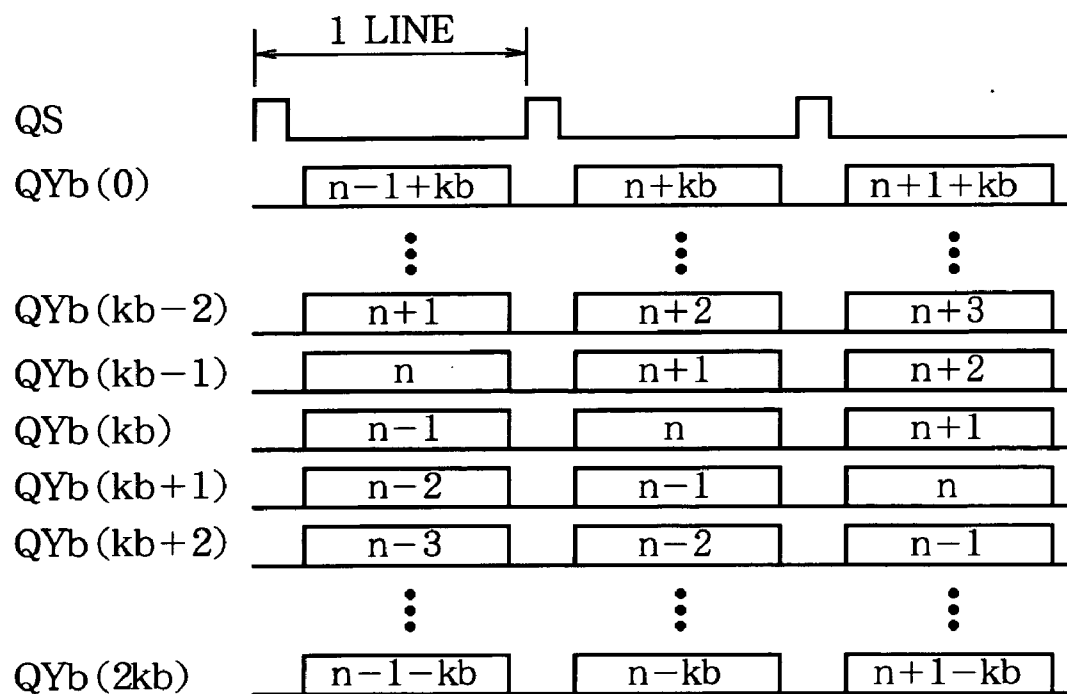 1 LINE
QS
QYb(0) n-1+kb n+kb n+1+kb
QYb(kb-2) n+1 n+2 n+3
QYb(kb-1) n n+1 n+2
QYb(kb) n-1 n n+1
QYb(kb+1) n-2 n-1 n
QYb(kb+2) n-3 n-2 n-1
QYb(2kb) n-1-kb n-kb n+1-kb